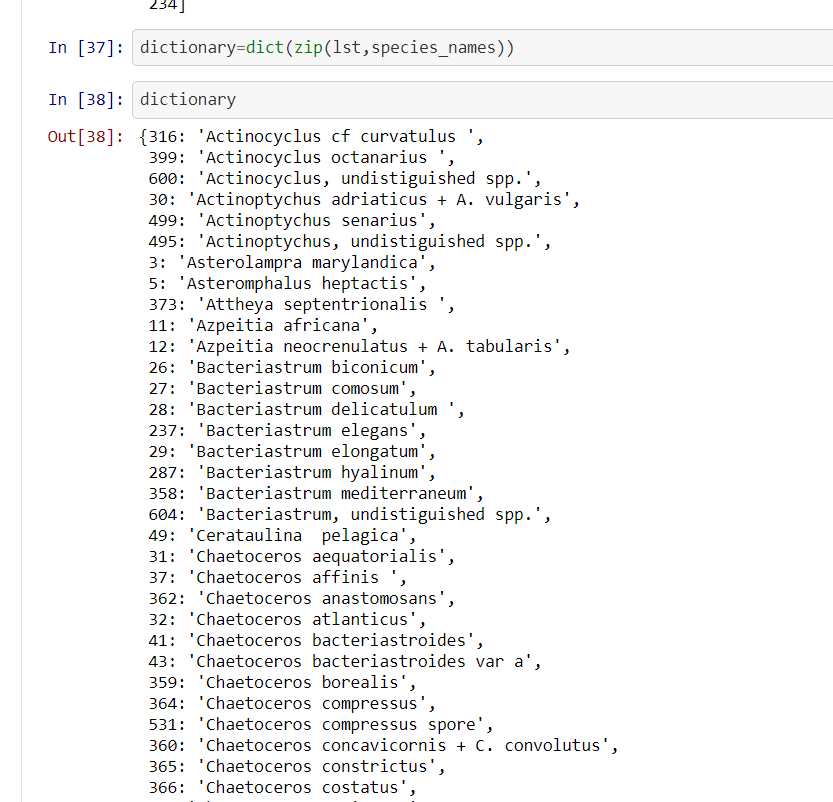 234]
In [37]: dictionary=dict(zip(lst,species_names))
In [38]: dictionary
Out[38]: {316: 'Actinocyclus cf curvatulus ',
399: 'Actinocyclus octanarius ',
600: 'Actinocyclus, undistiguished spp.',
30: 'Actinoptychus adriaticus + A. vulgaris',
499: 'Actinoptychus senarius',
495: 'Actinoptychus, undistiguished spp.',
3: 'Asterolampra marylandica',
5: 'Asteromphalus heptactis',
373: 'Attheya septentrionalis ',
11: 'Azpeitia africana',
12: 'Azpeitia neocrenulatus + A. tabularis',
26: 'Bacteriastrum biconicum',
27: 'Bacteriastrum comosum',
28: 'Bacteriastrum delicatulum ',
237: 'Bacteriastrum elegans',
29: 'Bacteriastrum elongatum',
287: 'Bacteriastrum hyalinum',
358: 'Bacteriastrum mediterraneum',
604: 'Bacteriastrum, undistiguished spp.',
49: 'Cerataulina  pelagica',
31: 'Chaetoceros aequatorialis',
37: 'Chaetoceros affinis ',
362: 'Chaetoceros anastomosans',
32: 'Chaetoceros atlanticus',
41: 'Chaetoceros bacteriastroides',
43: 'Chaetoceros bacteriastroides var a',
359: 'Chaetoceros borealis',
364: 'Chaetoceros compressus',
531: 'Chaetoceros compressus spore',
360: 'Chaetoceros concavicornis + C. convolutus',
365: 'Chaetoceros constrictus',
366: 'Chaetoceros costatus',